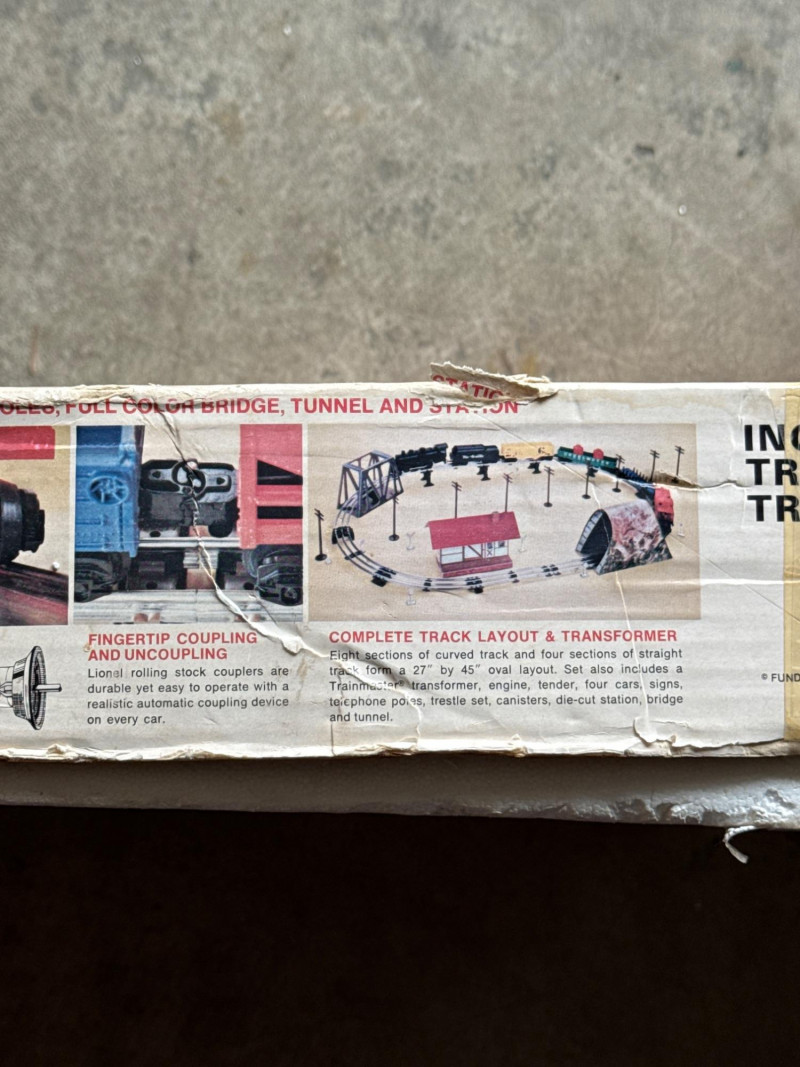 FULL COLOR BRIDGE, TUNNEL AND STATION
STATIO
FINGERTIP COUPLING
AND UNCOUPLING
Lionel rolling stock couplers are
durable yet easy to operate with a
realistic automatic coupling device
on every car.
COMPLETE TRACK LAYOUT & TRANSFORMER
Eight sections of curved track and four sections of straight
track form a 27" by 45" oval layout. Set also includes a
Trainmaster® transformer, engine, tender, four cars, signs,
telephone poles, trestle set, canisters, die-cut station, bridge
and tunnel.
IN
TR
TR
© FUND